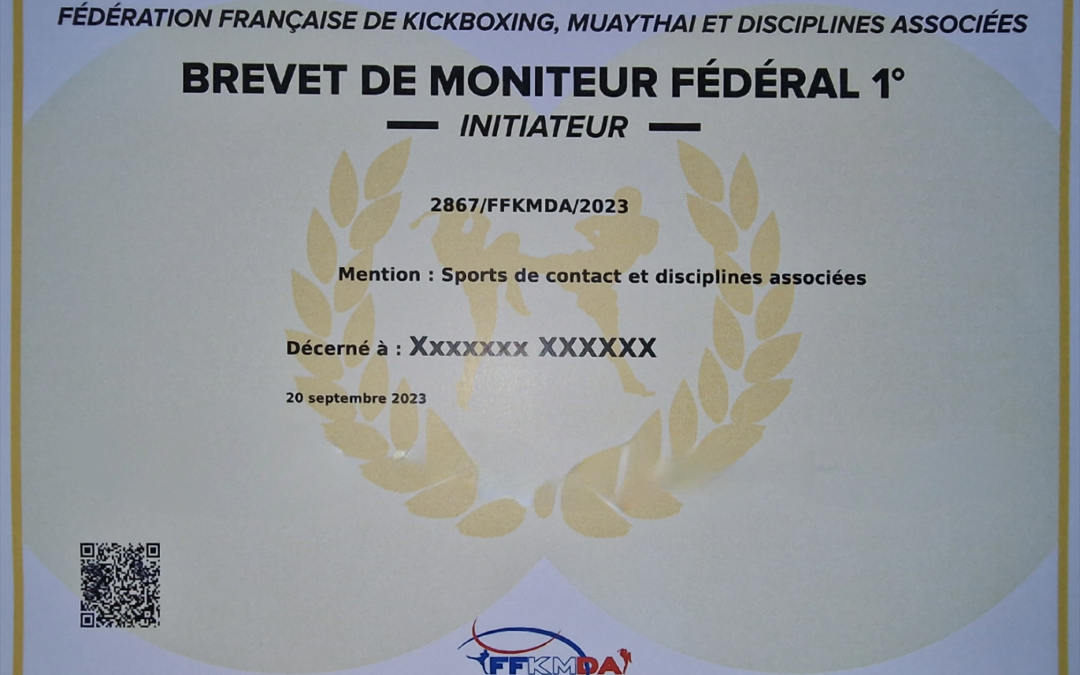 FÉDÉRATION FRANÇAISE DE KICKBOXING, MUAYTHAI ET DISCIPLINES ASSOCIÉES
BREVET DE MONITEUR FÉDÉRAL 1°
INITIATEUR
2867/FFKMDA/2023
Mention : Sports de contact et disciplines associées
Décerné à : Xxxxxxx XXXXXX
20 septembre 2023
FFKMDA